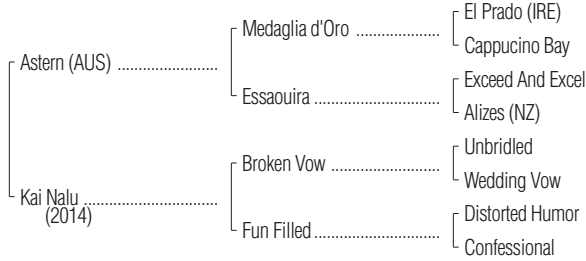 El Prado (IRE)
Medaglia d'Oro ......................
Cappucino Bay
Astern (AUS) ..........................
Exceed And Excel
Essaouira .................................
Alizes (NZ)
Unbridled
Broken Vow ............................
Wedding Vow
Kai Nalu ...................................
(2014)
Distorted Humor
Fun Filled.................................
Confessional